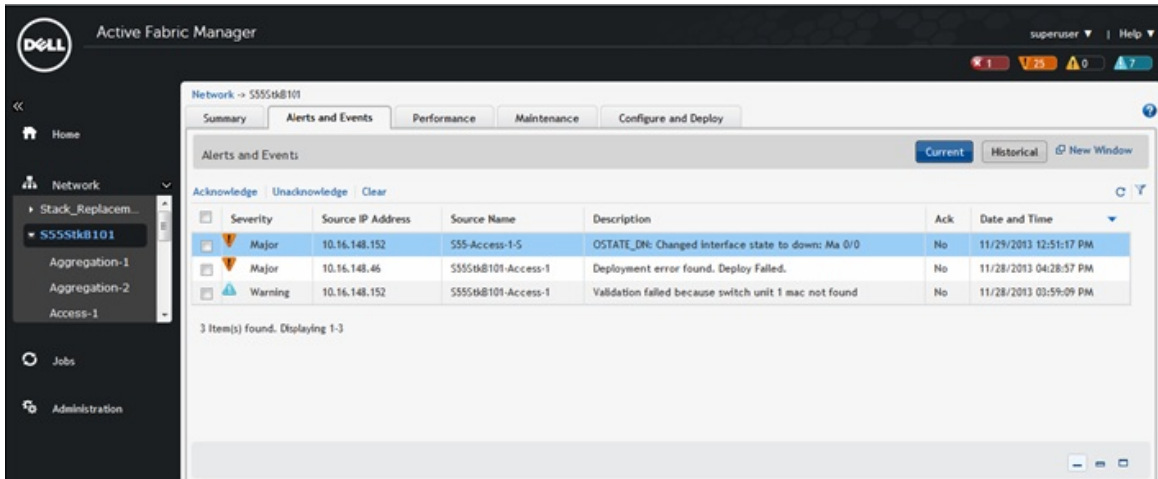 DELL
Active Fabric Manager
superuser | Help
1 25 0 7
Network -> S55StkB101
Summary Alerts and Events Performance Maintenance Configure and Deploy
«
Home
Network
Stack_Replacem...
S55StkB101
Aggregation-1
Aggregation-2
Access-1
Jobs
Administration
Alerts and Events Current Historical New Window
Acknowledge Unacknowledge Clear
Severity Source IP Address Source Name Description Ack Date and Time
Major 10.16.148.152 S55-Access-1-S OSTATE_DN: Changed interface state to down: Ma 0/0 No 11/29/2013 12:51:17 PM
Major 10.16.148.46 S55StkB101-Access-1 Deployment error found. Deploy Failed. No 11/28/2013 04:28:57 PM
Warning 10.16.148.152 S55StkB101-Access-1 Validation failed because switch unit 1 mac not found No 11/28/2013 03:59:09 PM
3 Item(s) found. Displaying 1-3